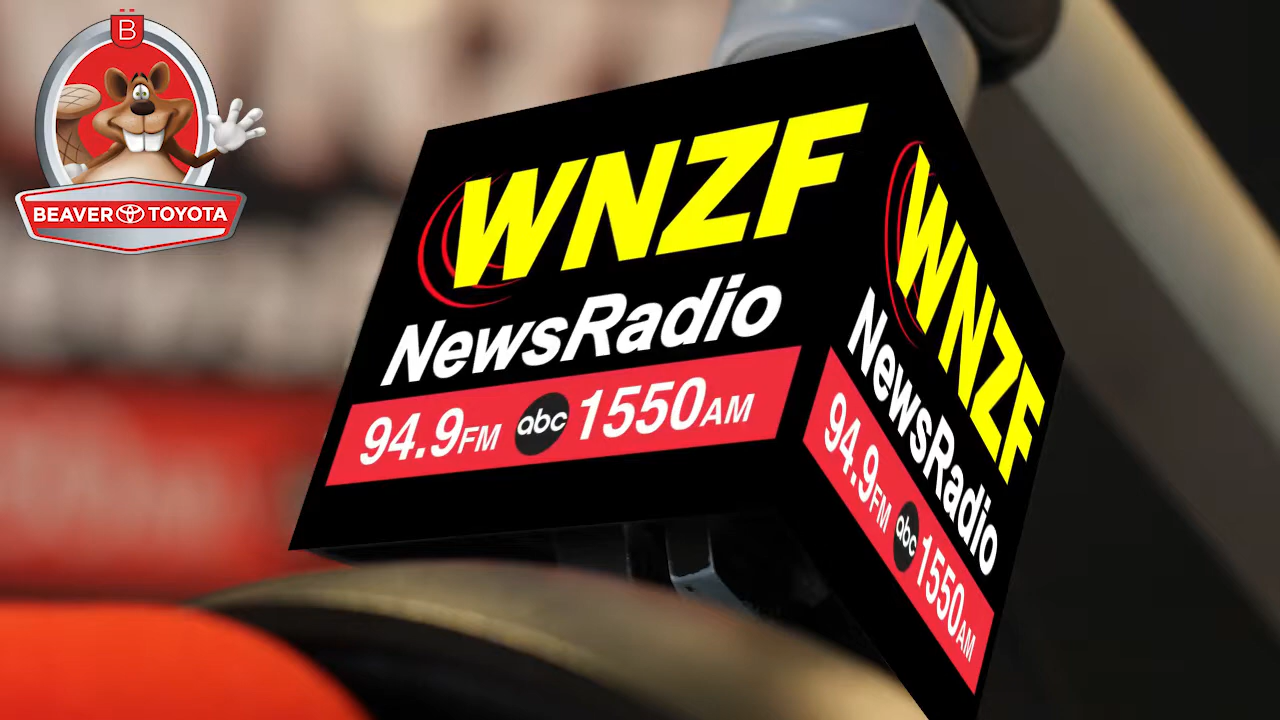 B̈
BEAVER TOYOTA
WNZF
NewsRadio
94.9FM abc 1550AM
WNZF
NewsRadio
94.9FM abc 1550AM